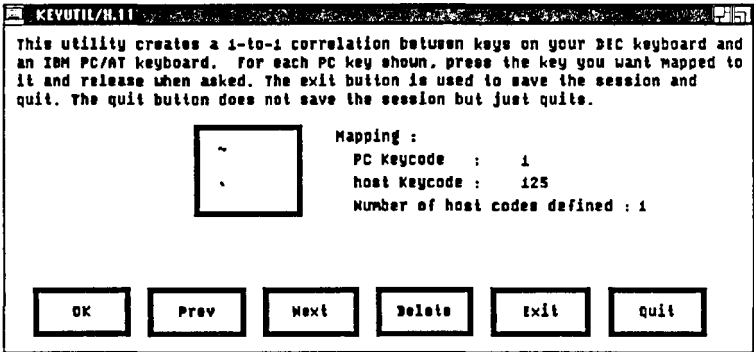 KEYUTIL/X.11
This utility creates a 1-to-1 correlation between keys on your DEC keyboard and
an IBM PC/AT keyboard. For each PC key shown, press the key you want mapped to
it and release when asked. The exit button is used to save the session and
quit. The quit button does not save the session but just quits.
~
`
Mapping :
PC Keycode : 1
host Keycode : 125
Number of host codes defined : 1
OK Prev Next Delete Exit Quit